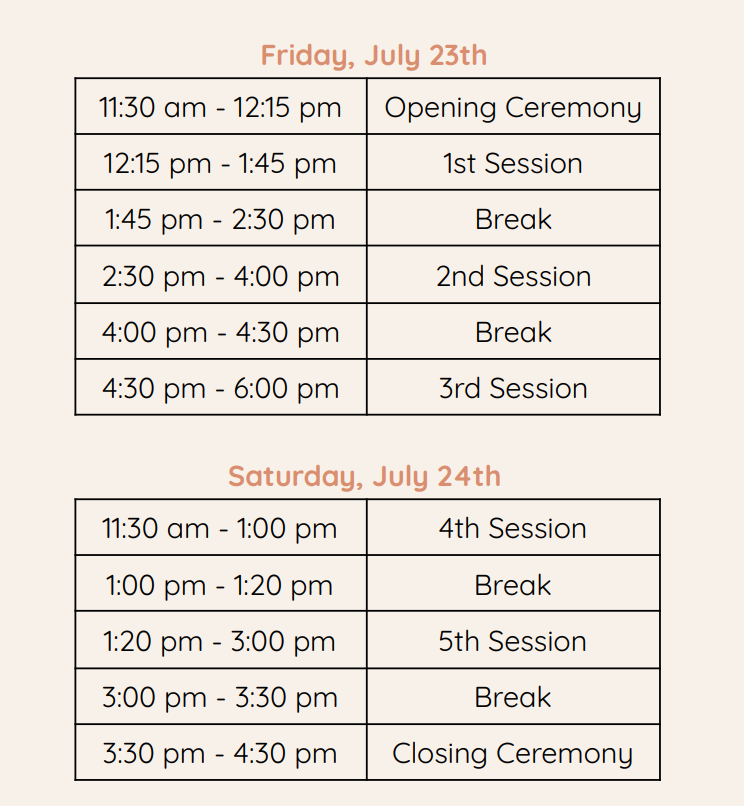 Friday, July 23th
11:30 am - 12:15 pm Opening Ceremony
12:15 pm - 1:45 pm 1st Session
1:45 pm - 2:30 pm Break
2:30 pm - 4:00 pm 2nd Session
4:00 pm - 4:30 pm Break
4:30 pm - 6:00 pm 3rd Session
Saturday, July 24th
11:30 am - 1:00 pm 4th Session
1:00 pm - 1:20 pm Break
1:20 pm - 3:00 pm 5th Session
3:00 pm - 3:30 pm Break
3:30 pm - 4:30 pm Closing Ceremony